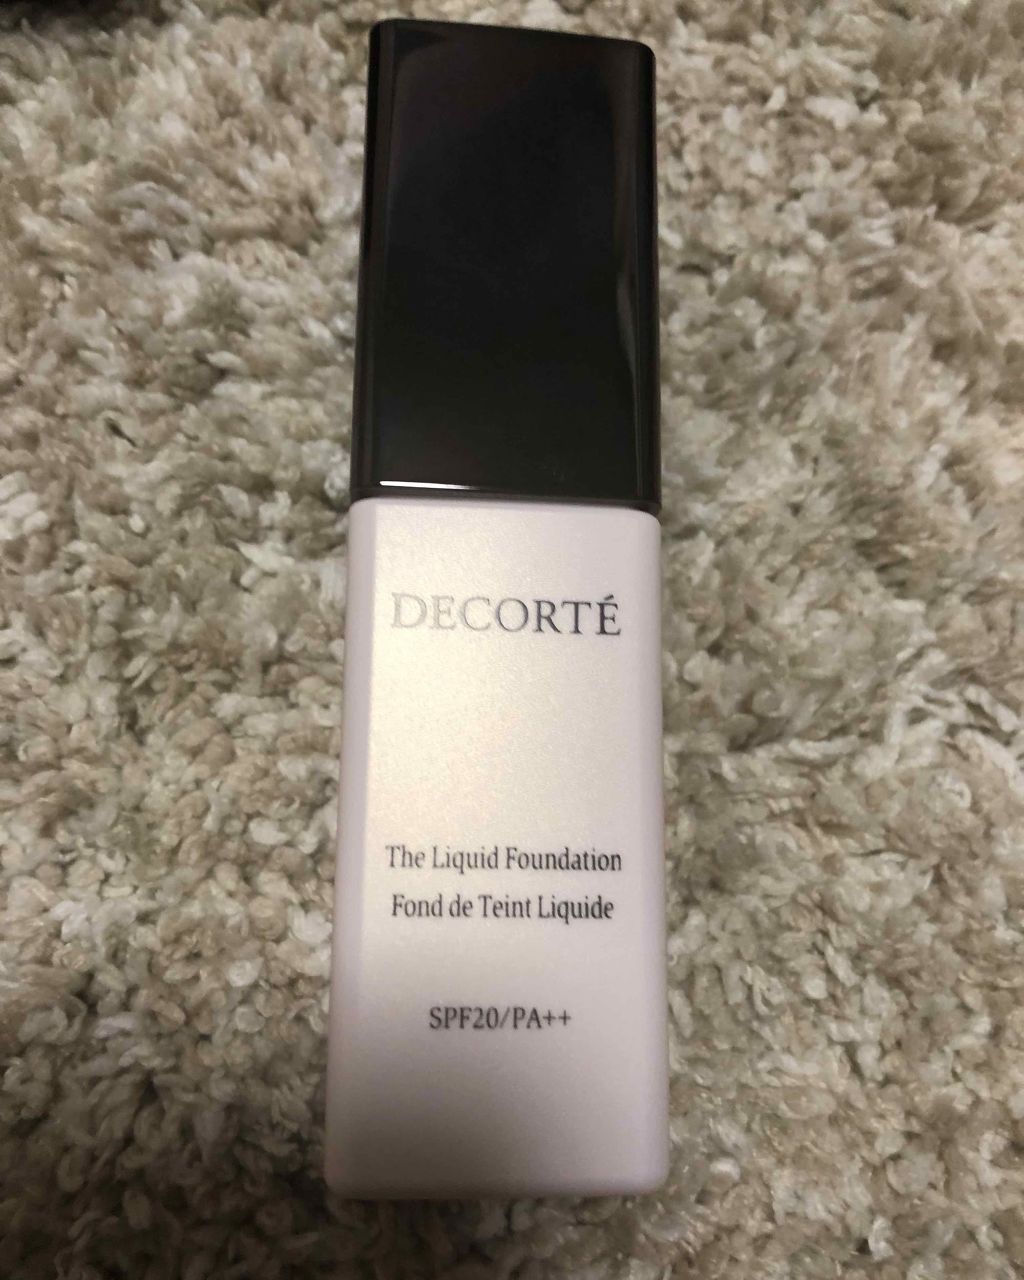 DECORTÉ
The Liquid Foundation
Fond de Teint Liquide
SPF20/PA++